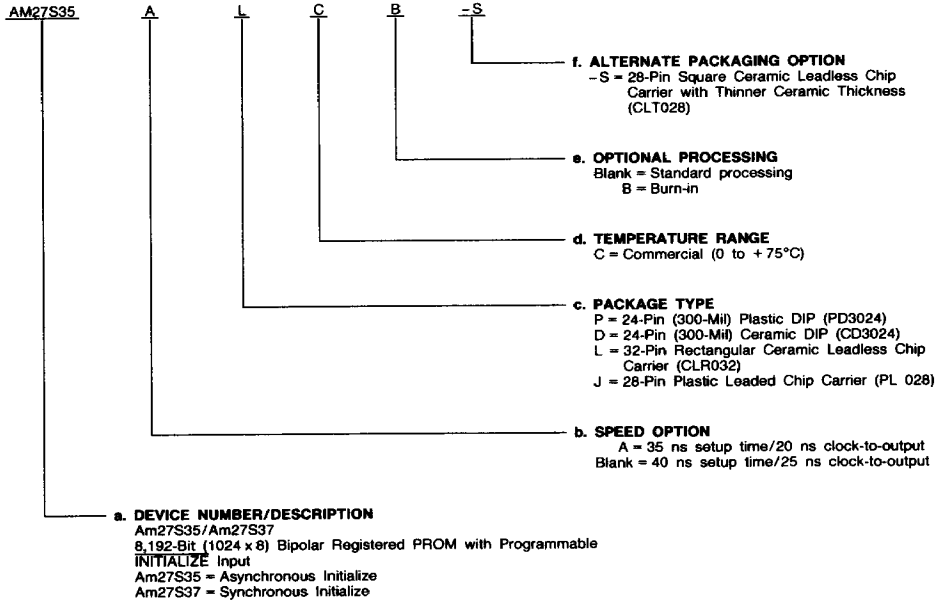 AM27S35 A L C B -S
f. ALTERNATE PACKAGING OPTION
-S = 28-Pin Square Ceramic Leadless Chip
Carrier with Thinner Ceramic Thickness
(CLT028)
e. OPTIONAL PROCESSING
Blank = Standard processing
B = Burn-in
d. TEMPERATURE RANGE
C = Commercial (0 to +75°C)
c. PACKAGE TYPE
P = 24-Pin (300-Mil) Plastic DIP (PD3024)
D = 24-Pin (300-Mil) Ceramic DIP (CD3024)
L = 32-Pin Rectangular Ceramic Leadless Chip
Carrier (CLR032)
J = 28-Pin Plastic Leaded Chip Carrier (PL 028)
b. SPEED OPTION
A = 35 ns setup time/20 ns clock-to-output
Blank = 40 ns setup time/25 ns clock-to-output
a. DEVICE NUMBER/DESCRIPTION
Am27S35/Am27S37
8,192-Bit (1024 x 8) Bipolar Registered PROM with Programmable
INITIALIZE Input
Am27S35 = Asynchronous Initialize
Am27S37 = Synchronous Initialize